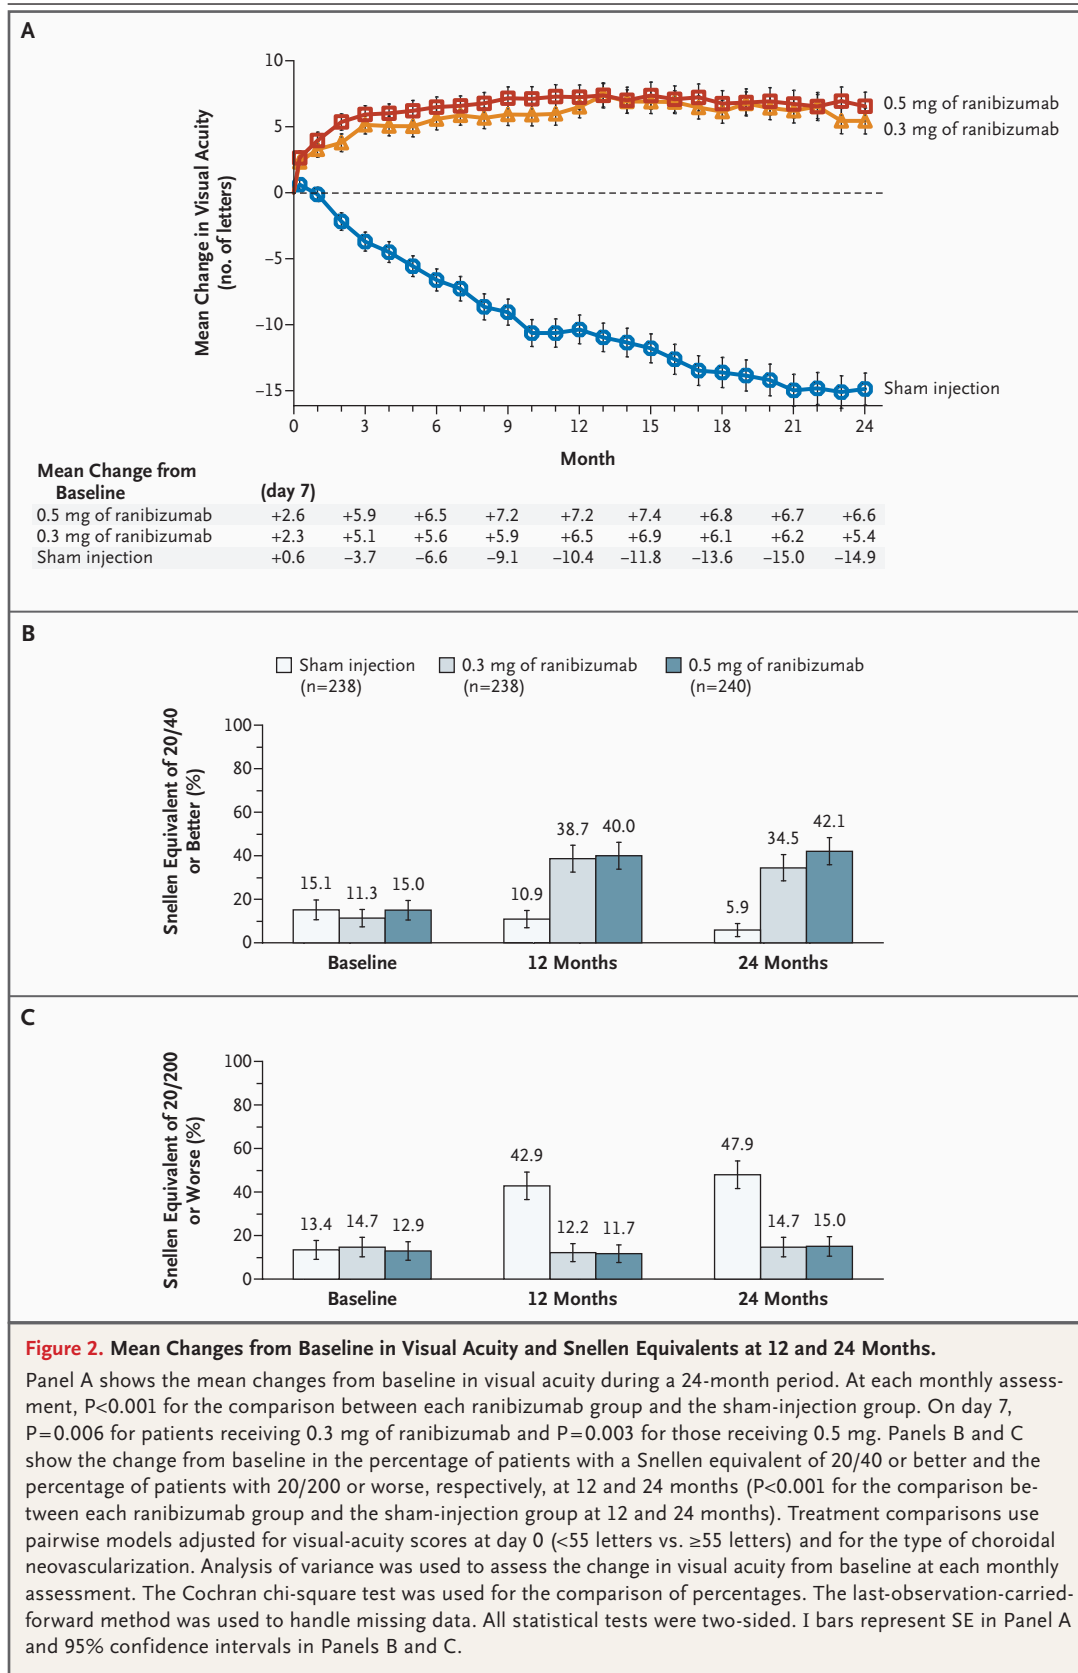 A
10
5
0
–5
–10
–15
Mean Change in Visual Acuity
(no. of letters)
0.5 mg of ranibizumab
0.3 mg of ranibizumab
Sham injection
0 3 6 9 12 15 18 21 24
Month
Mean Change from
Baseline (day 7)
0.5 mg of ranibizumab +2.6 +5.9 +6.5 +7.2 +7.2 +7.4 +6.8 +6.7 +6.6
0.3 mg of ranibizumab +2.3 +5.1 +5.6 +5.9 +6.5 +6.9 +6.1 +6.2 +5.4
Sham injection +0.6 –3.7 –6.6 –9.1 –10.4 –11.8 –13.6 –15.0 –14.9
B
Sham injection 0.3 mg of ranibizumab 0.5 mg of ranibizumab
(n=238) (n=238) (n=240)
Snellen Equivalent of 20/40
or Better (%)
100
80
60
40
20
0
15.1 11.3 15.0
10.9 38.7 40.0
5.9 34.5 42.1
Baseline 12 Months 24 Months
C
Snellen Equivalent of 20/200
or Worse (%)
100
80
60
40
20
0
13.4 14.7 12.9
42.9 12.2 11.7
47.9 14.7 15.0
Baseline 12 Months 24 Months
Figure 2. Mean Changes from Baseline in Visual Acuity and Snellen Equivalents at 12 and 24 Months.
Panel A shows the mean changes from baseline in visual acuity during a 24-month period. At each monthly assess-
ment, P<0.001 for the comparison between each ranibizumab group and the sham-injection group. On day 7,
P=0.006 for patients receiving 0.3 mg of ranibizumab and P=0.003 for those receiving 0.5 mg. Panels B and C
show the change from baseline in the percentage of patients with a Snellen equivalent of 20/40 or better and the
percentage of patients with 20/200 or worse, respectively, at 12 and 24 months (P<0.001 for the comparison be-
tween each ranibizumab group and the sham-injection group at 12 and 24 months). Treatment comparisons use
pairwise models adjusted for visual-acuity scores at day 0 (<55 letters vs. ≥55 letters) and for the type of choroidal
neovascularization. Analysis of variance was used to assess the change in visual acuity from baseline at each monthly
assessment. The Cochran chi-square test was used for the comparison of percentages. The last-observation-carried-
forward method was used to handle missing data. All statistical tests were two-sided. I bars represent SE in Panel A
and 95% confidence intervals in Panels B and C.